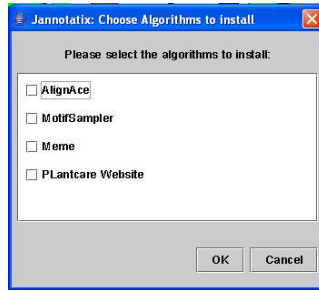 Jannotatix: Choose Algorithms to install
Please select the algorithms to install:
AlignAce
MotifSampler
Meme
PLantcare Website
OK Cancel